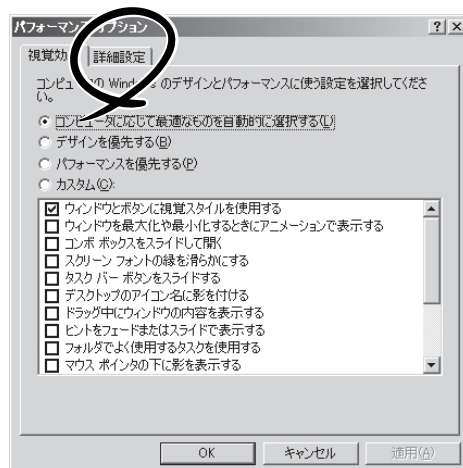 パフォーマンス オプション
視覚効
詳細設定
コンピュ の Windows のデザインとパフォーマンスに使う設定を選択してくださ
い。
コンピュータに応じて最適なものを自動的に選択する(L)
デザインを優先する(B)
パフォーマンスを優先する(P)
カスタム(C):
ウィンドウとボタンに視覚スタイルを使用する
ウィンドウを最大化や最小化するときにアニメーションで表示する
コンボ ボックスをスライドして開く
スクリーン フォントの縁を滑らかにする
タスク バー ボタンをスライドする
デスクトップのアイコン名に影を付ける
ドラッグ中にウィンドウの内容を表示する
ヒントをフェードまたはスライドで表示する
フォルダでよく使用するタスクを使用する
マウス ポインタの下に影を表示する
OK キャンセル 適用(A)